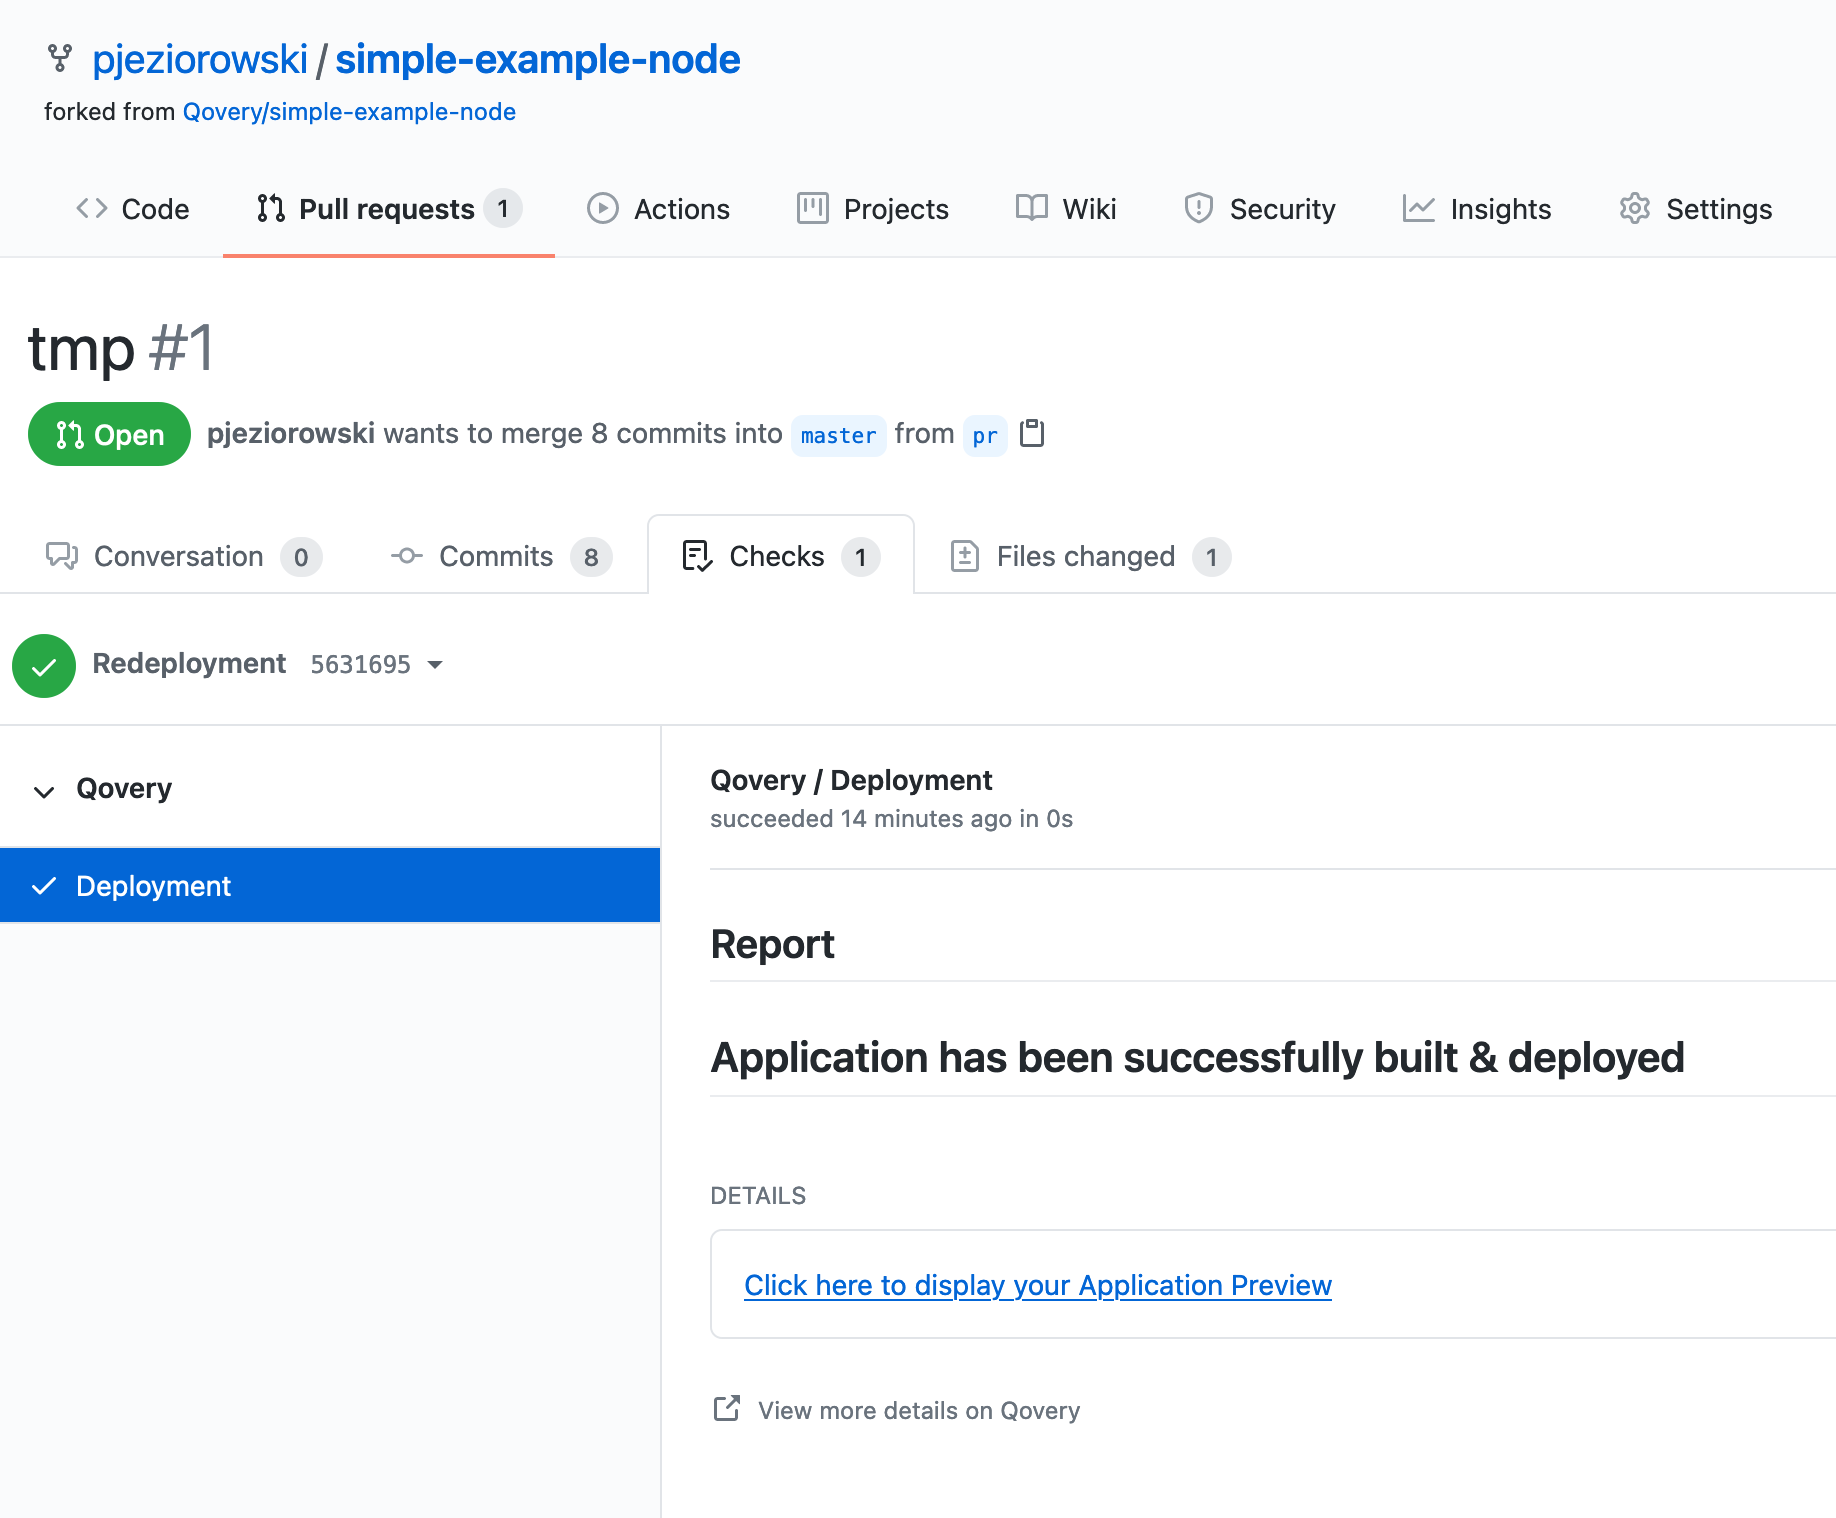 pjeziorowski / simple-example-node
forked from Qovery/simple-example-node
Code Pull requests 1 Actions Projects Wiki Security Insights Settings
tmp #1
Open pjeziorowski wants to merge 8 commits into master from pr
Conversation 0 Commits 8 Checks 1 Files changed 1
Redeployment 5631695
Qovery
Deployment
Qovery / Deployment
succeeded 14 minutes ago in 0s
Report
Application has been successfully built & deployed
DETAILS
Click here to display your Application Preview
View more details on Qovery